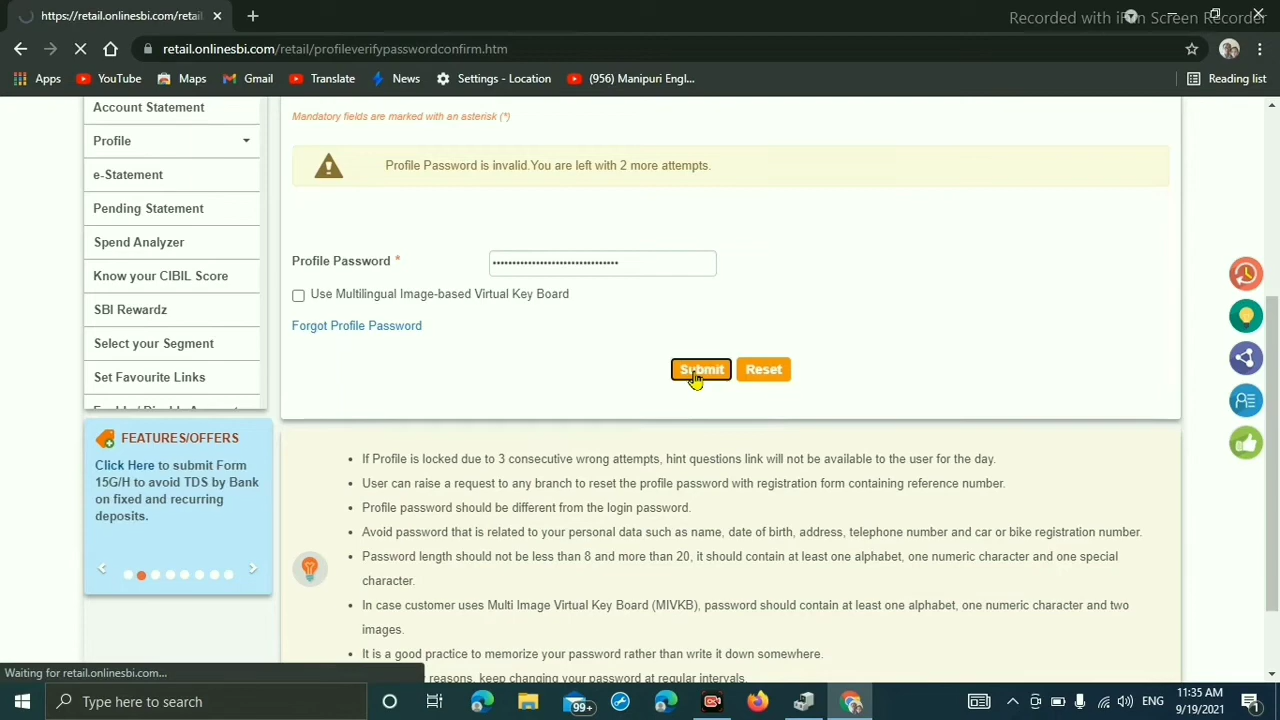 https://retail.onlinesbi.com/retail
Recorded with iFun Screen Recorder
retail.onlinesbi.com/retail/profileverifypasswordconfirm.htm
Apps YouTube Maps Gmail Translate News Settings - Location (956) Manipuri Engl... Reading list
Account Statement
Profile
e-Statement
Pending Statement
Spend Analyzer
Know your CIBIL Score
SBI Rewardz
Select your Segment
Set Favourite Links
Mandatory fields are marked with an asterisk (*)
Profile Password is invalid.You are left with 2 more attempts.
Profile Password *
Use Multilingual Image-based Virtual Key Board
Forgot Profile Password
Submit Reset
FEATURES/OFFERS
Click Here to submit Form
15G/H to avoid TDS by Bank
on fixed and recurring
deposits.
If Profile is locked due to 3 consecutive wrong attempts, hint questions link will not be available to the user for the day.
User can raise a request to any branch to reset the profile password with registration form containing reference number.
Profile password should be different from the login password.
Avoid password that is related to your personal data such as name, date of birth, address, telephone number and car or bike registration number.
Password length should not be less than 8 and more than 20, it should contain at least one alphabet, one numeric character and one special
character.
In case customer uses Multi Image Virtual Key Board (MIVKB), password should contain at least one alphabet, one numeric character and two
images.
It is a good practice to memorize your password rather than write it down somewhere.
reasons, keep changing your password at regular intervals.
Waiting for retail.onlinesbi.com...
Type here to search
99+
ENG
11:35 AM
9/19/2021
1